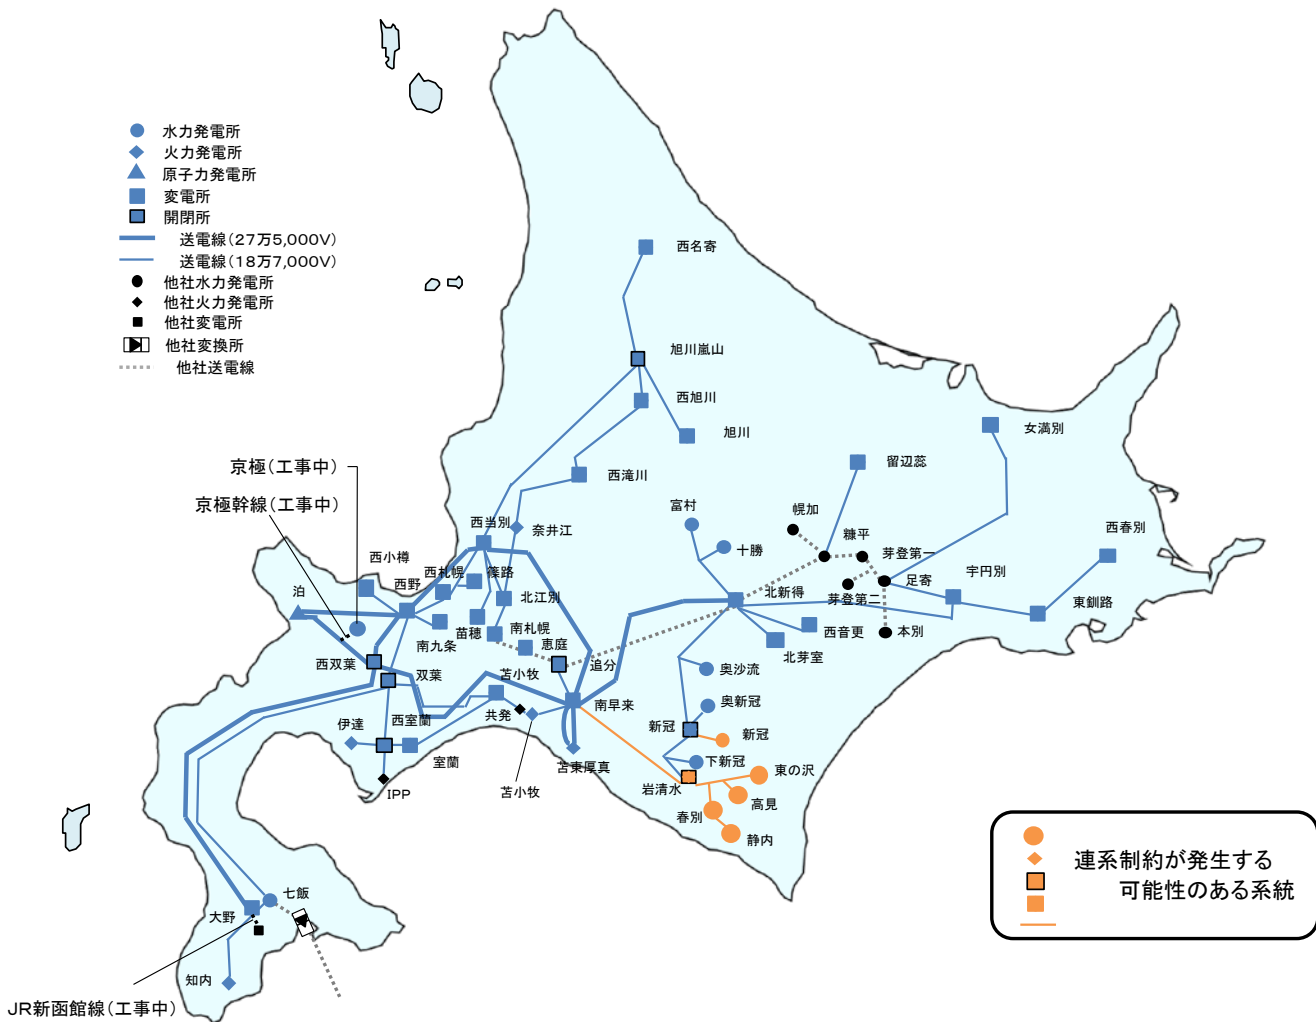 水力発電所
火力発電所
原子力発電所
変電所
開閉所
送電線(27万5,000V)
送電線(18万7,000V)
他社水力発電所
他社火力発電所
他社変電所
他社変換所
他社送電線
西名寄
旭川嵐山
西旭川
旭川
女満別
西滝川
留辺蘂
京極(工事中)
京極幹線(工事中)
富村
幌加
西当別
奈井江
糠平
西春別
十勝
芽登第一
西小樽
西野
西札幌
篠路
足寄
宇円別
泊
北江別
北新得
芽登第二
東釧路
苗穂
南札幌
南九条
恵庭
西音更
本別
北芽室
西双葉
双葉
苫小牧
追分
奥沙流
南早来
奥新冠
伊達
西室蘭
共発
新冠
新冠
室蘭
苫東厚真
下新冠
東の沢
IPP
苫小牧
岩清水
高見
春別
静内
連系制約が発生する
可能性のある系統
七飯
大野
知内
JR新函館線(工事中)